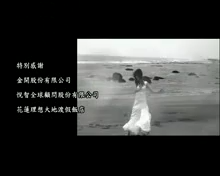 特別感謝
金開股份有限公司
悅智全球顧問股份有限公司
花蓮理想大地渡假飯店